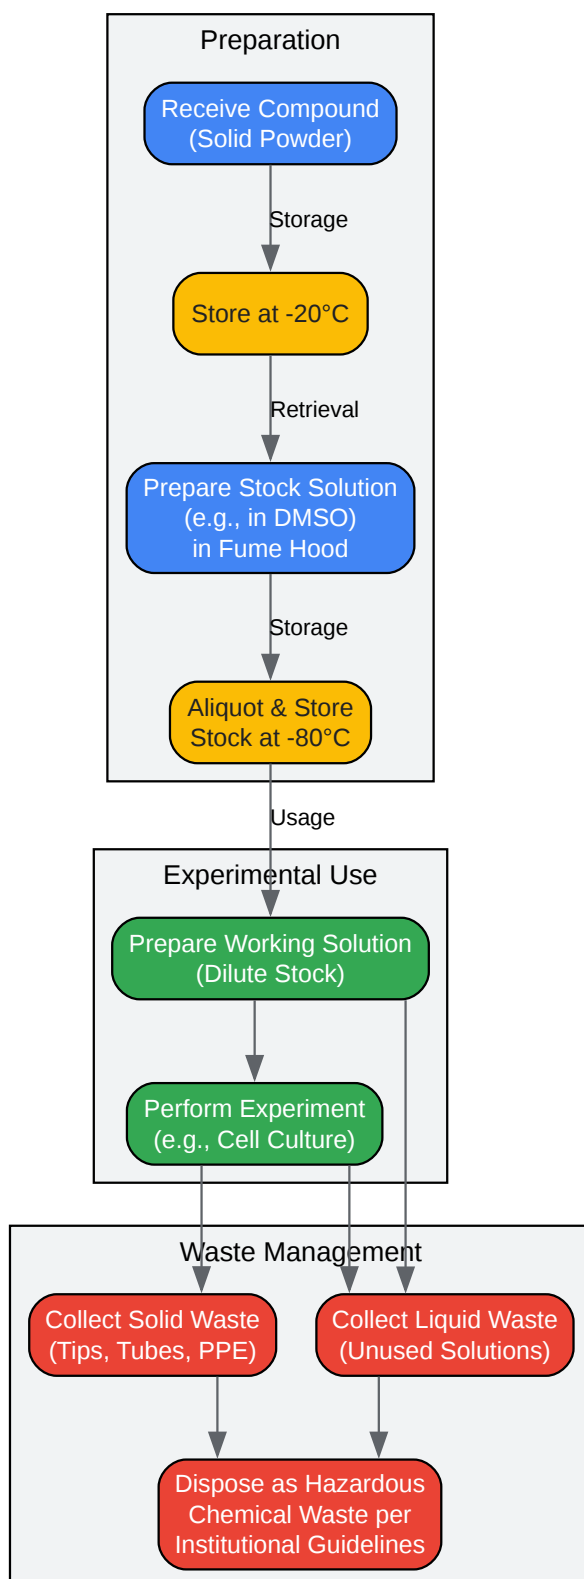 Preparation
Receive Compound
(Solid Powder)
Storage
Store at -20°C
Retrieval
Prepare Stock Solution
(e.g., in DMSO)
in Fume Hood
Storage
Aliquot & Store
Stock at -80°C
Usage
Experimental Use
Prepare Working Solution
(Dilute Stock)
Perform Experiment
(e.g., Cell Culture)
Waste Management
Collect Solid Waste
(Tips, Tubes, PPE)
Collect Liquid Waste
(Unused Solutions)
Dispose as Hazardous
Chemical Waste per
Institutional Guidelines